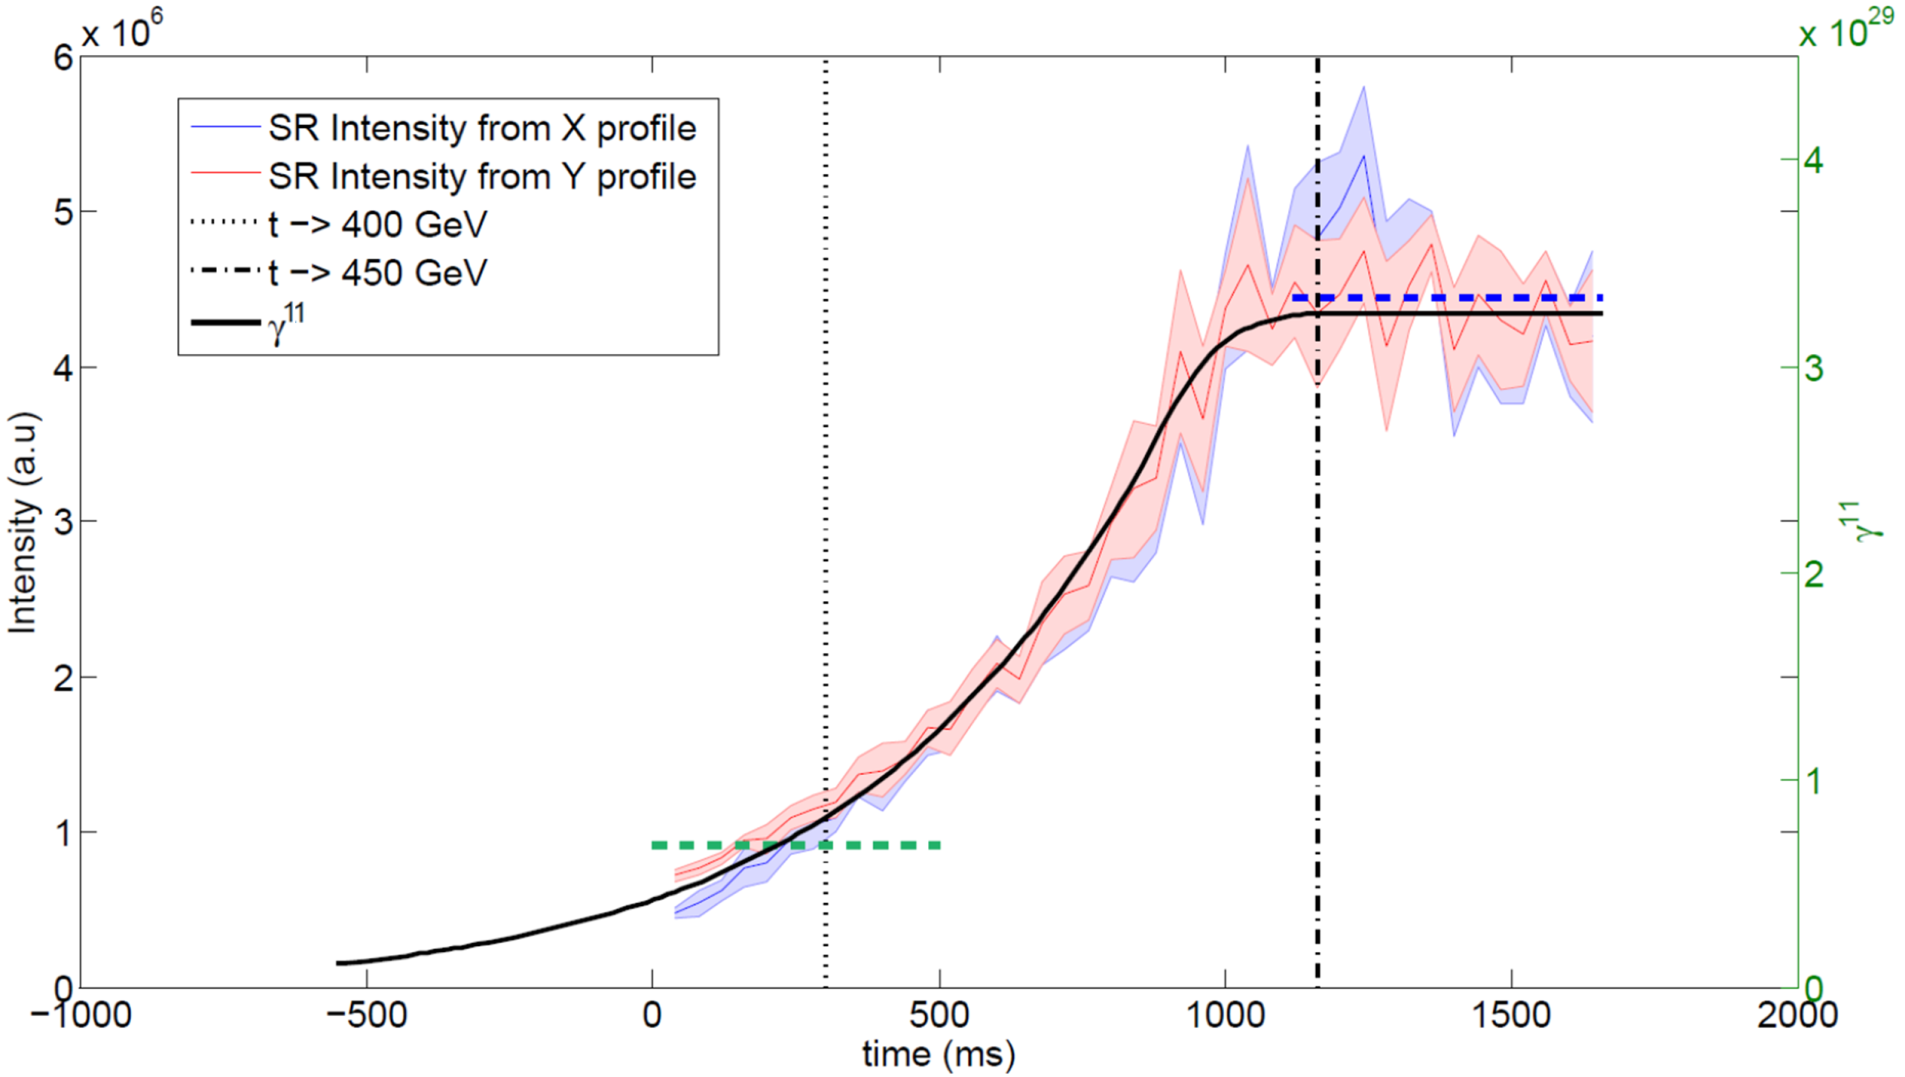 x 10^6
x 10^29
SR Intensity from X profile
SR Intensity from Y profile
t −> 400 GeV
t −> 450 GeV
γ^11
6
5
4
3
2
1
0
Intensity (a.u)
4
3
2
1
0
γ^11
−1000
−500
0
500
1000
1500
2000
time (ms)